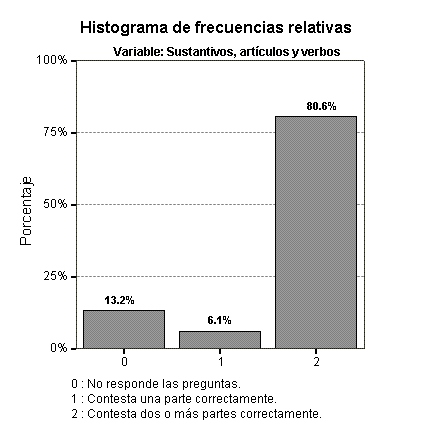 Histograma de frecuencias relativas
Variable: Sustantivos, artículos y verbos
100%
80.6%
75%
Porcentaje
50%
25%
13.2%
6.1%
0%
0 1 2
0 : No responde las preguntas.
1 : Contesta una parte correctamente.
2 : Contesta dos o más partes correctamente.